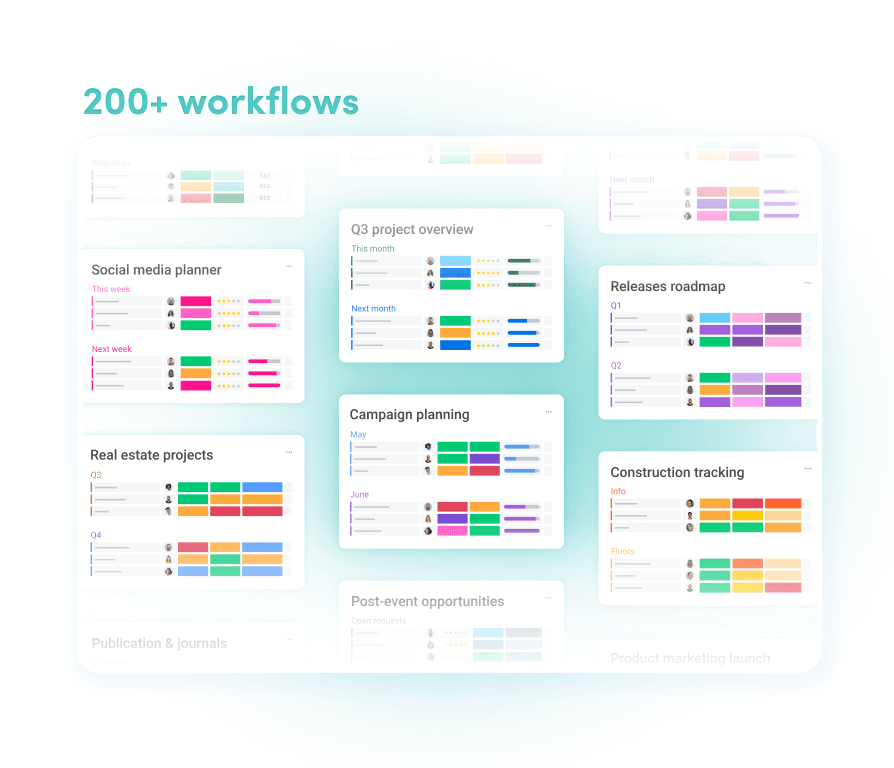 200+ workflows
Won deals
$$$
$$$
$$$
Social media planner
This week
Next week
Real estate projects
Q3
Q4
Publication & journals
Q3 project overview
This month
Next month
Campaign planning
May
June
Post-event opportunities
Open requests
Next month
Releases roadmap
Q1
Q2
Construction tracking
Info
Floors
Product marketing launch